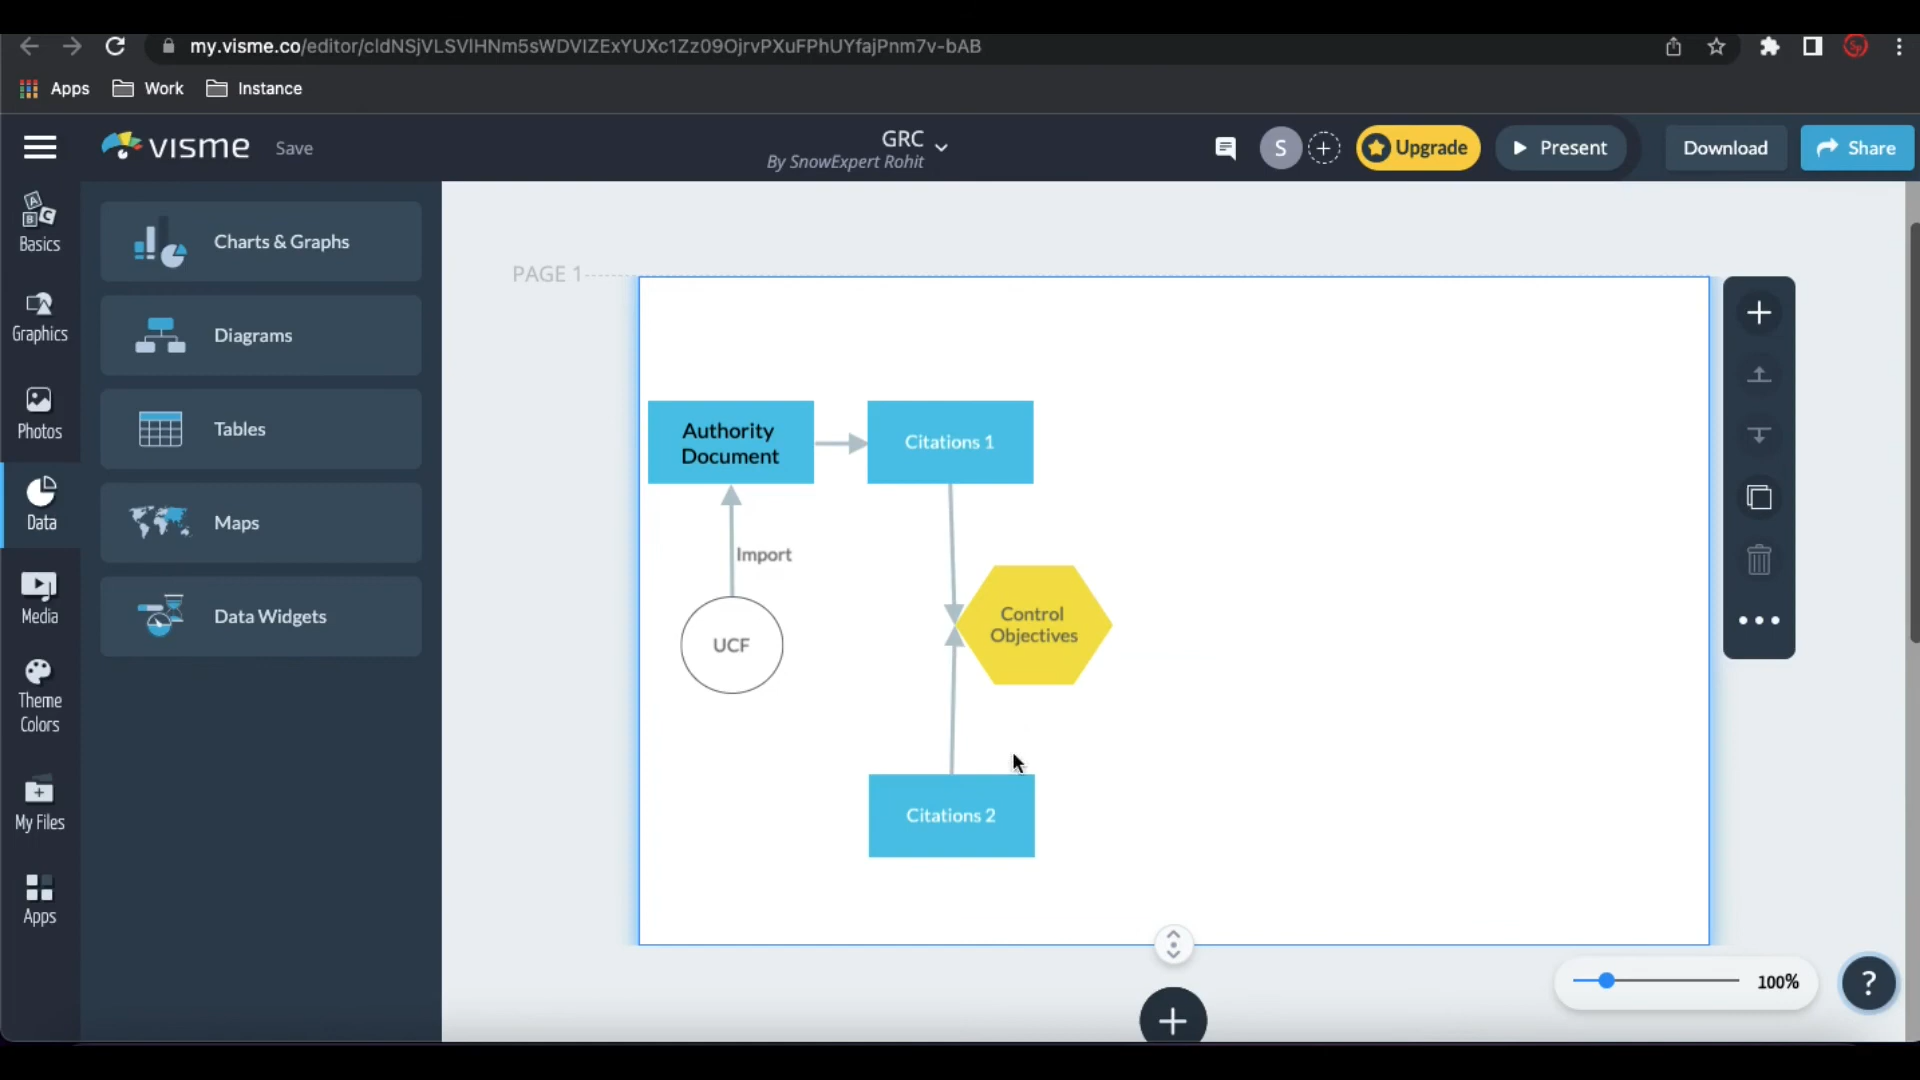 my.visme.co/editor/cldNSjVLSVlHNm5sWDVlZExYUXc1Zz09OjrvPXuFPhUYfajPnm7v-bAB
Apps
Work
Instance
visme
Save
GRC
By SnowExpert Rohit
S
Upgrade
Present
Download
Share
Basics
Graphics
Photos
Data
Media
Theme
Colors
My Files
Apps
Charts & Graphs
Diagrams
Tables
Maps
Data Widgets
PAGE 1
Authority
Document
Citations 1
Import
UCF
Control
Objectives
Citations 2
100%
?